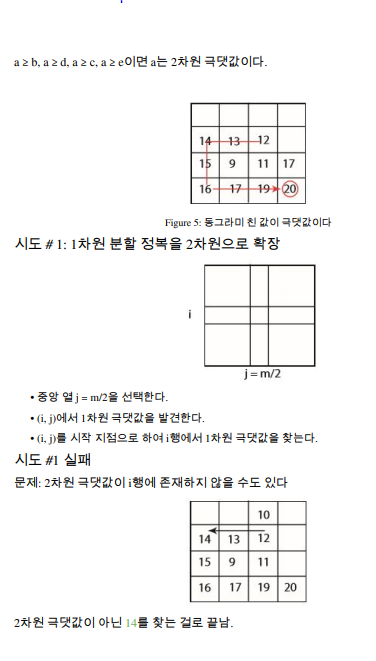 a ≥ b, a ≥ d, a ≥ c, a ≥ e이면 a는 2차원 극댓값이다.
14 13 12
15 9 11 17
16 17 19 20
Figure 5: 동그라미 친 값이 극댓값이다
시도 # 1: 1차원 분할 정복을 2차원으로 확장
i
j = m/2
• 중앙 열 j = m/2을 선택한다.
• (i, j)에서 1차원 극댓값을 발견한다.
• (i, j)를 시작 지점으로 하여 i행에서 1차원 극댓값을 찾는다.
시도 #1 실패
문제: 2차원 극댓값이 i행에 존재하지 않을 수도 있다
10
14 13 12
15 9 11
16 17 19 20
2차원 극댓값이 아닌 14를 찾는 걸로 끝남.